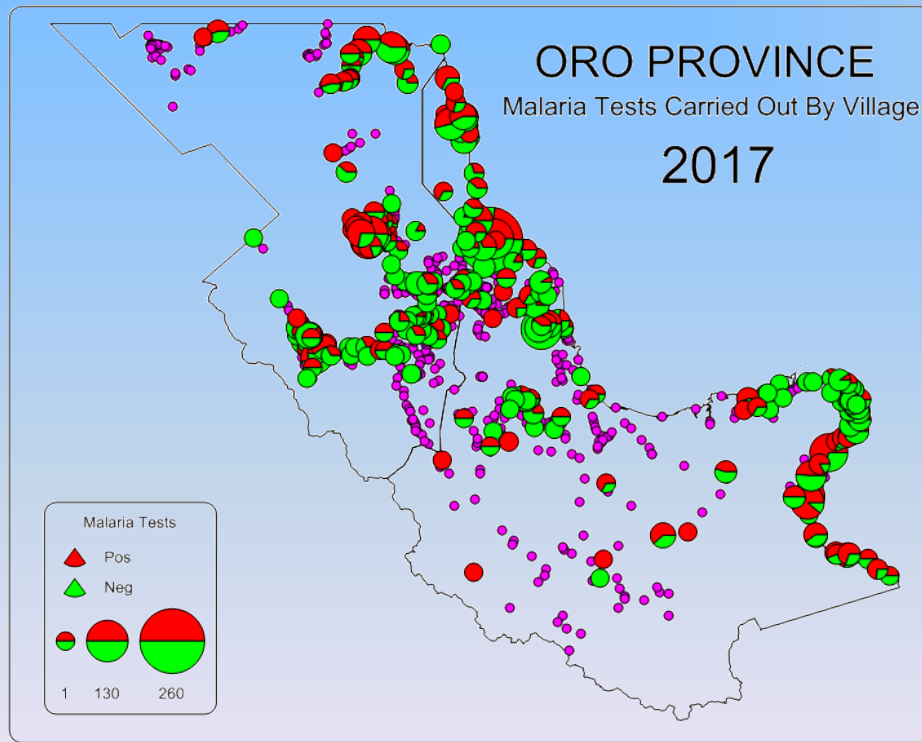 ORO PROVINCE
Malaria Tests Carried Out By Village
2017
Malaria Tests
Pos
Neg
1 130 260